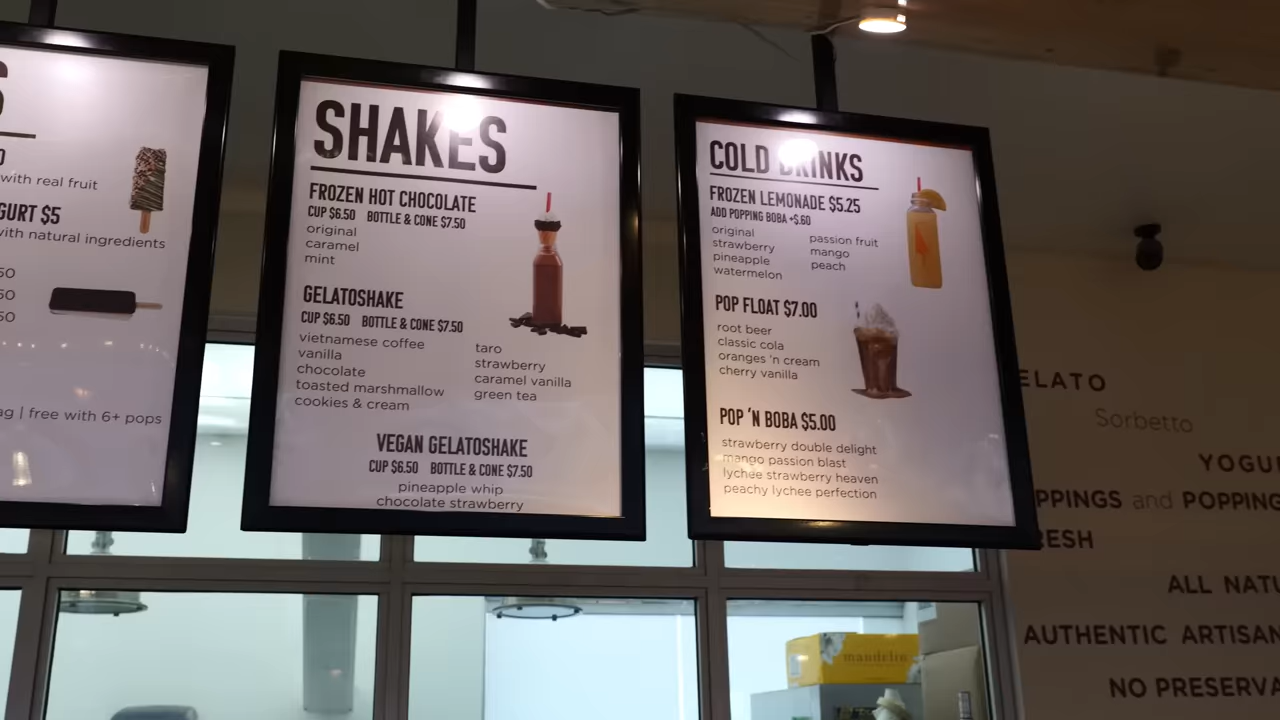 with real fruit
GURT $5
with natural ingredients
50
50
50
ag | free with 6+ pops
SHAKES
FROZEN HOT CHOCOLATE
CUP $6.50 BOTTLE & CONE $7.50
original
caramel
mint
GELATOSHAKE
CUP $6.50 BOTTLE & CONE $7.50
vietnamese coffee
vanilla
chocolate
toasted marshmallow
cookies & cream
taro
strawberry
caramel vanilla
green tea
VEGAN GELATOSHAKE
CUP $6.50 BOTTLE & CONE $7.50
pineapple whip
chocolate strawberry
COLD DRINKS
FROZEN LEMONADE $5.25
ADD POPPING BOBA +$.60
original
strawberry
pineapple
watermelon
passion fruit
mango
peach
POP FLOAT $7.00
root beer
classic cola
oranges 'n cream
cherry vanilla
POP 'N BOBA $5.00
strawberry double delight
mango passion blast
lychee strawberry heaven
peachy lychee perfection
ELATO
Sorbetto
YOGU
PPINGS and POPPING
RESH
ALL NATU
AUTHENTIC ARTISAN
NO PRESERVA
mandelin